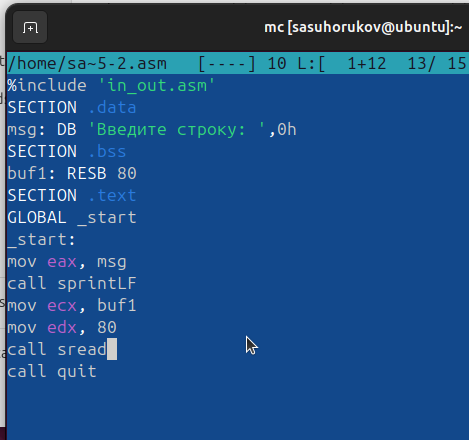 mc [sasuhorukov@ubuntu]:~
/home/sa~5-2.asm [----] 10 L:[ 1+12 13/ 15
%include 'in_out.asm'
SECTION .data
msg: DB 'Введите строку: ',0h
SECTION .bss
buf1: RESB 80
SECTION .text
GLOBAL _start
_start:
mov eax, msg
call sprintLF
mov ecx, buf1
mov edx, 80
call sread
call quit